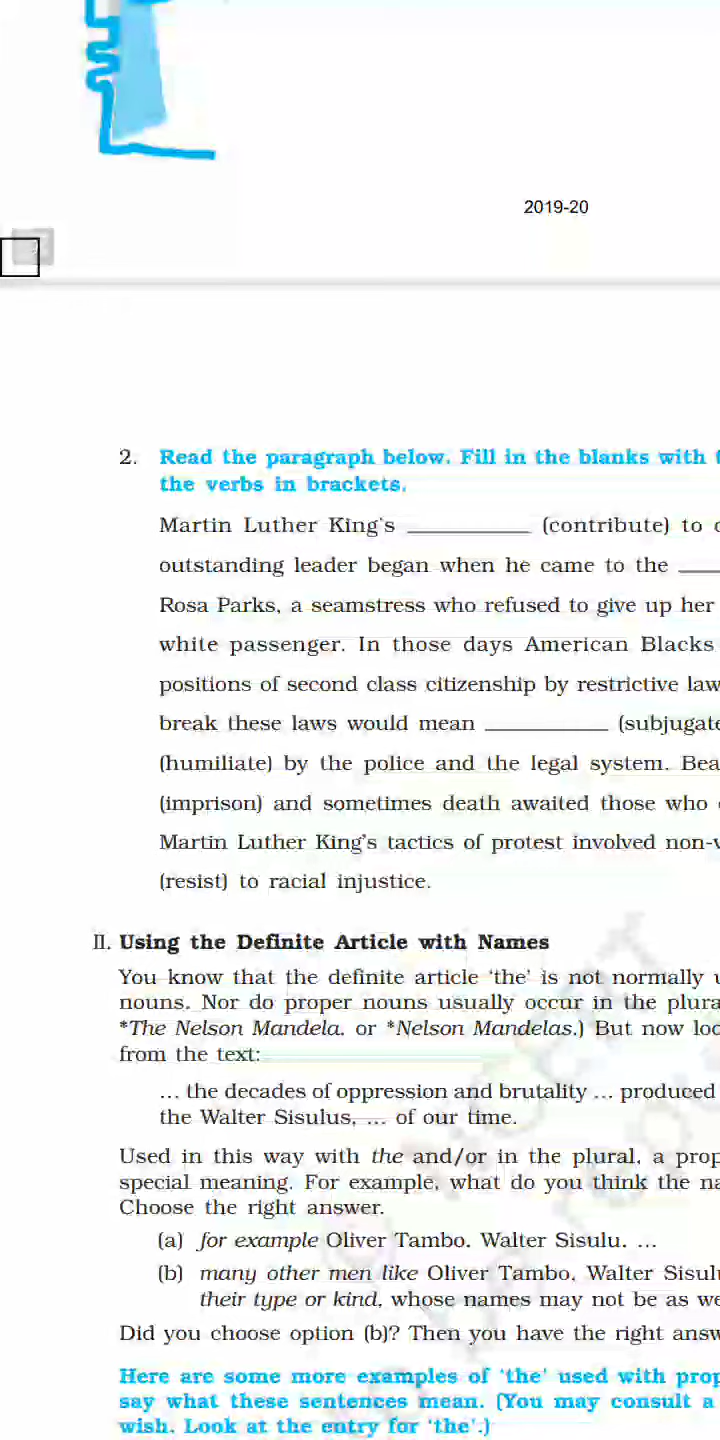 2019-20
2. Read the paragraph below. Fill in the blanks with
the verbs in brackets.
Martin Luther King's __________ (contribute) to
outstanding leader began when he came to the
Rosa Parks, a seamstress who refused to give up her
white passenger. In those days American Blacks
positions of second class citizenship by restrictive
break these laws would mean __________ (subjugate
(humiliate) by the police and the legal system.
(imprison) and sometimes death awaited those who
Martin Luther King's tactics of protest involved
(resist) to racial injustice.
II. Using the Definite Article with Names
You know that the definite article ‘the’ is not normally
nouns. Nor do proper nouns usually occur in the
*The Nelson Mandela, or *Nelson Mandelas.) But now
from the text:
... the decades of oppression and brutality ... produced
the Walter Sisulus, ... of our time.
Used in this way with the and/or in the plural, a
special meaning. For example, what do you think the
Choose the right answer.
(a) for example Oliver Tambo, Walter Sisulu, ...
(b) many other men like Oliver Tambo, Walter
their type or kind, whose names may not be as
Did you choose option (b)? Then you have the right
Here are some more examples of ‘the’ used with
say what these sentences mean. (You may consult a
wish. Look at the entry for ‘the’.)